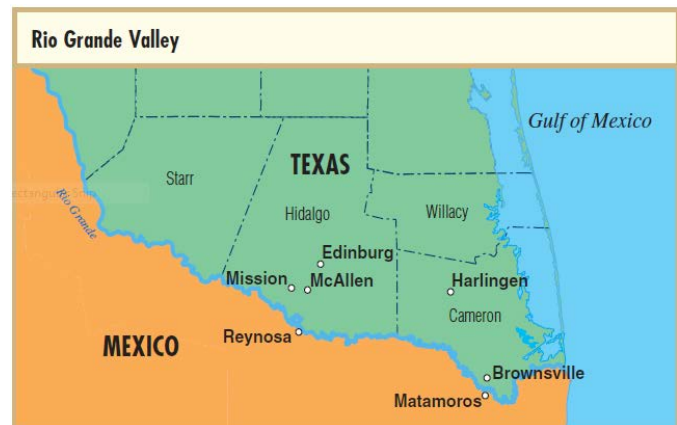 Rio Grande Valley
Gulf of Mexico
TEXAS
Starr
Rio Grande
Hidalgo
Willacy
Edinburg
Mission
McAllen
Harlingen
Cameron
Reynosa
MEXICO
Brownsville
Matamoros